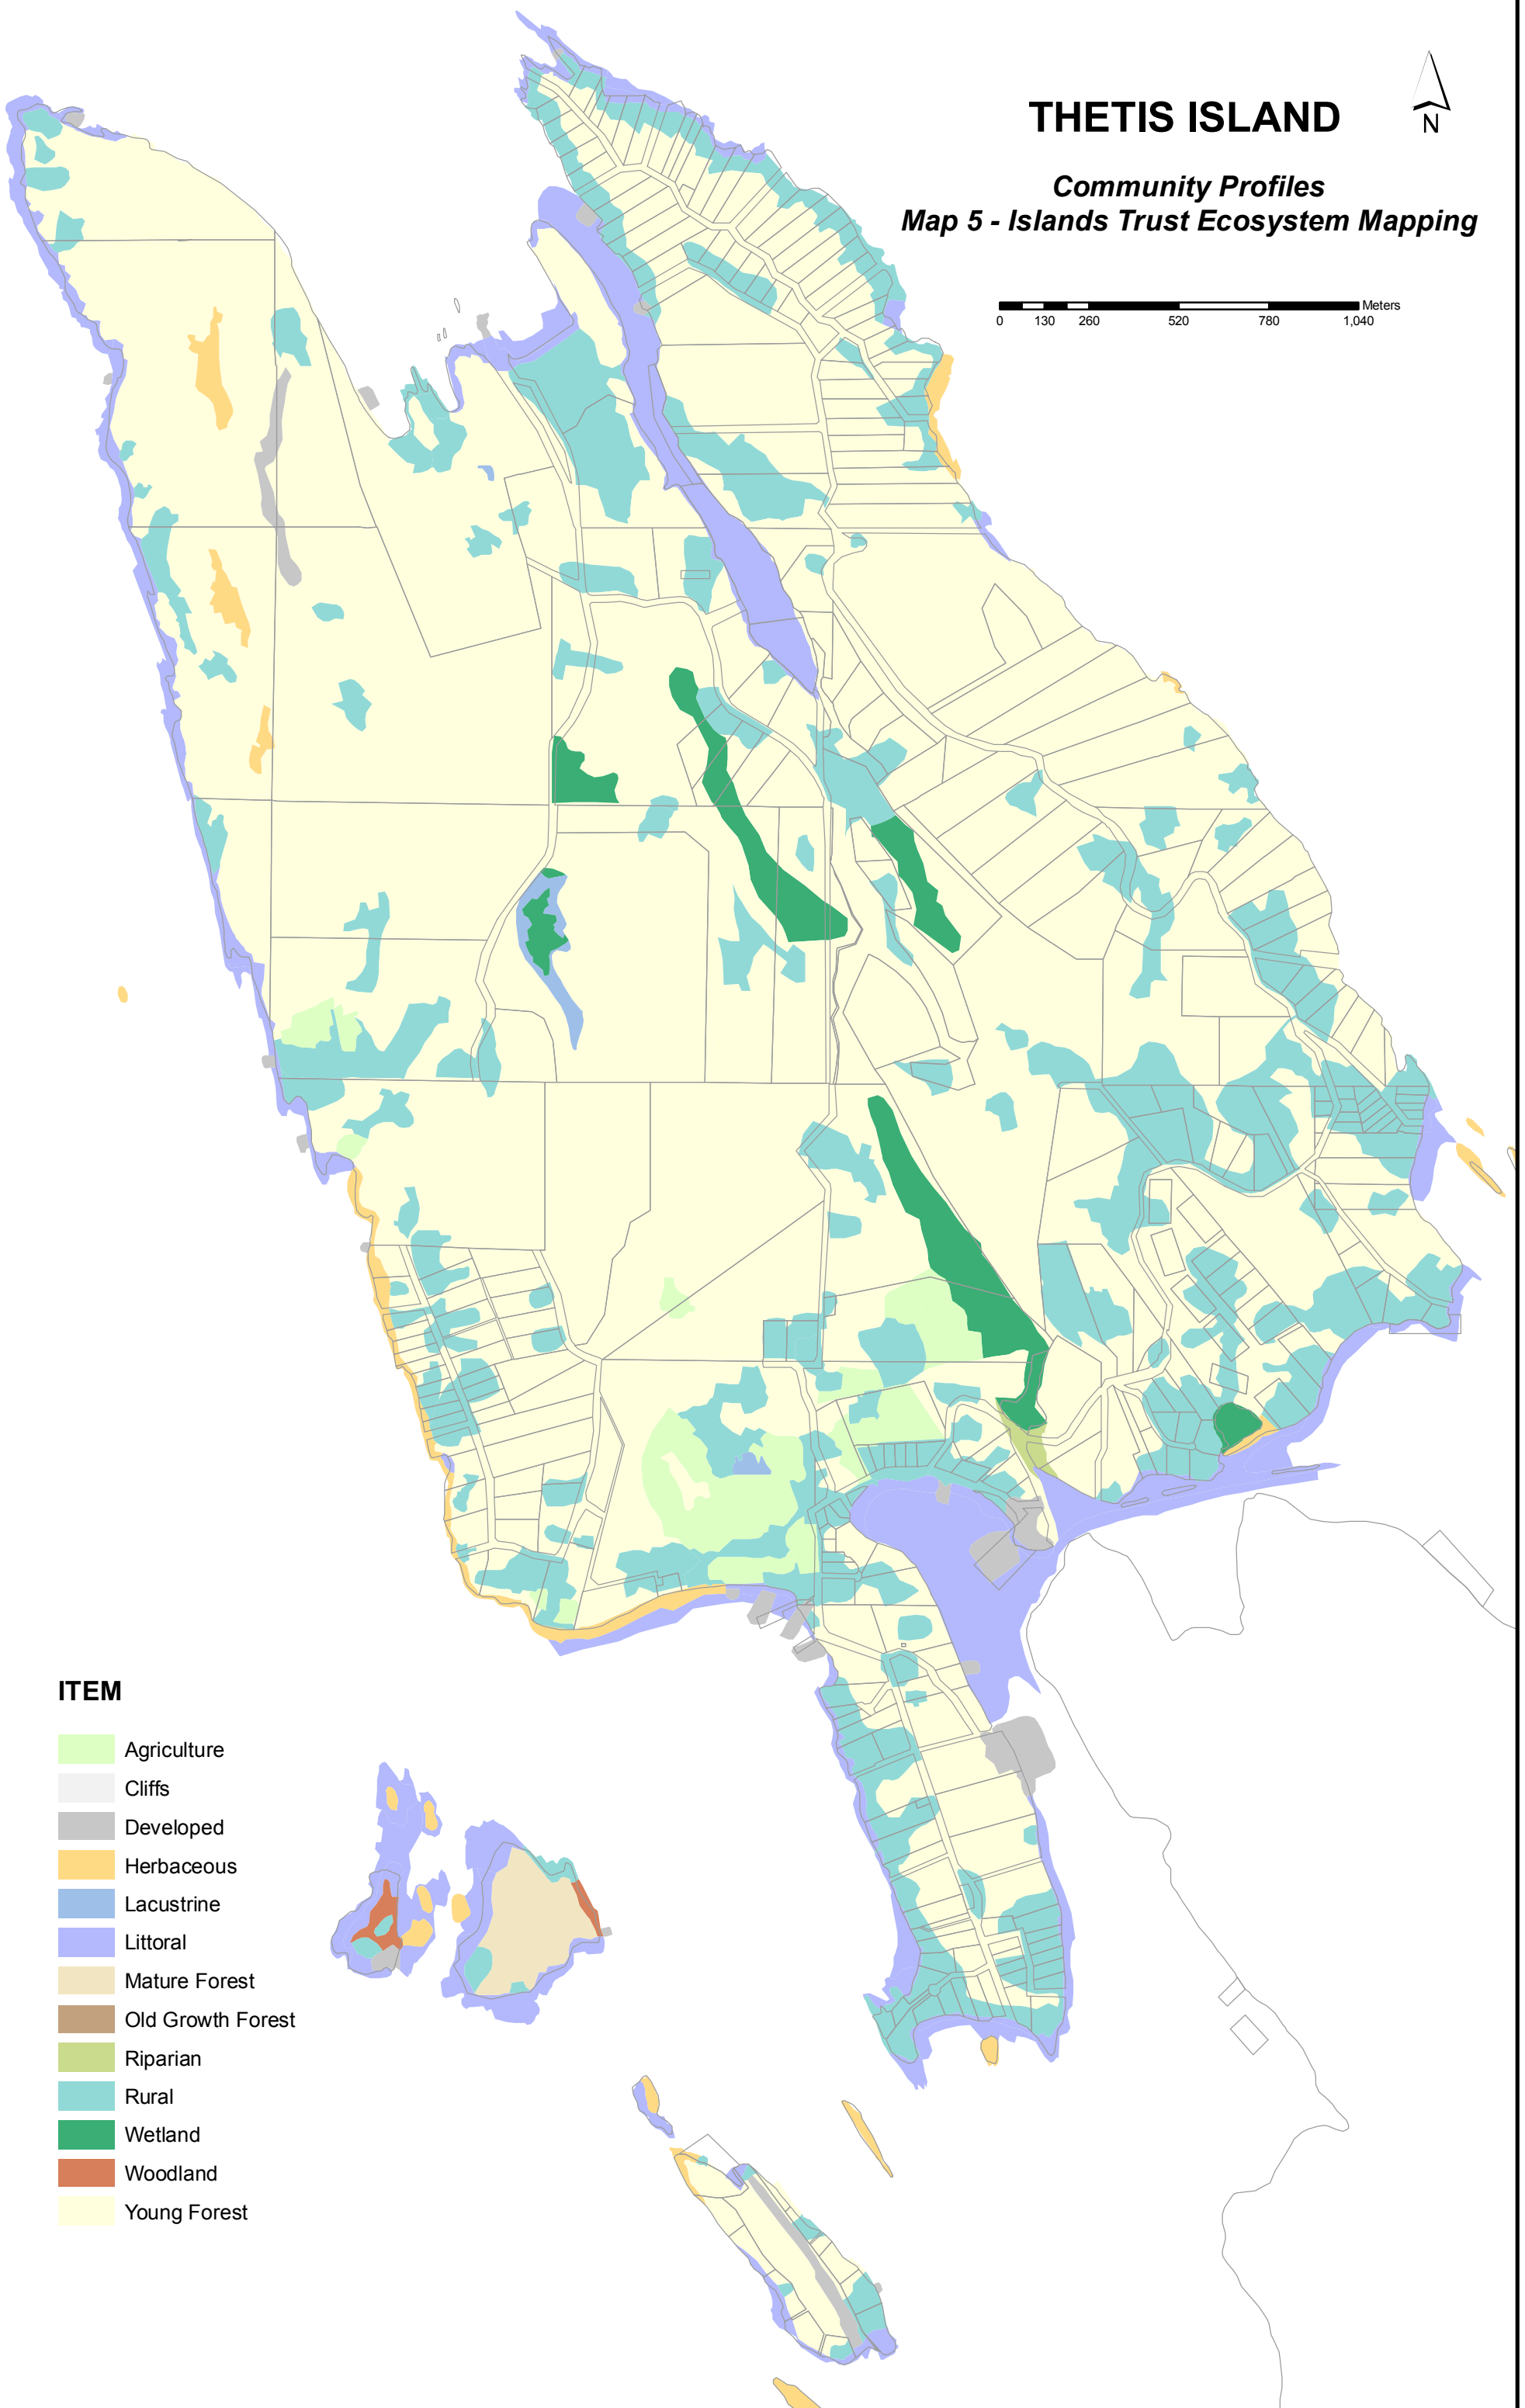 THETIS ISLAND
N
Community Profiles
Map 5 - Islands Trust Ecosystem Mapping
Meters
0 130 260 520 780 1,040
ITEM
Agriculture
Cliffs
Developed
Herbaceous
Lacustrine
Littoral
Mature Forest
Old Growth Forest
Riparian
Rural
Wetland
Woodland
Young Forest